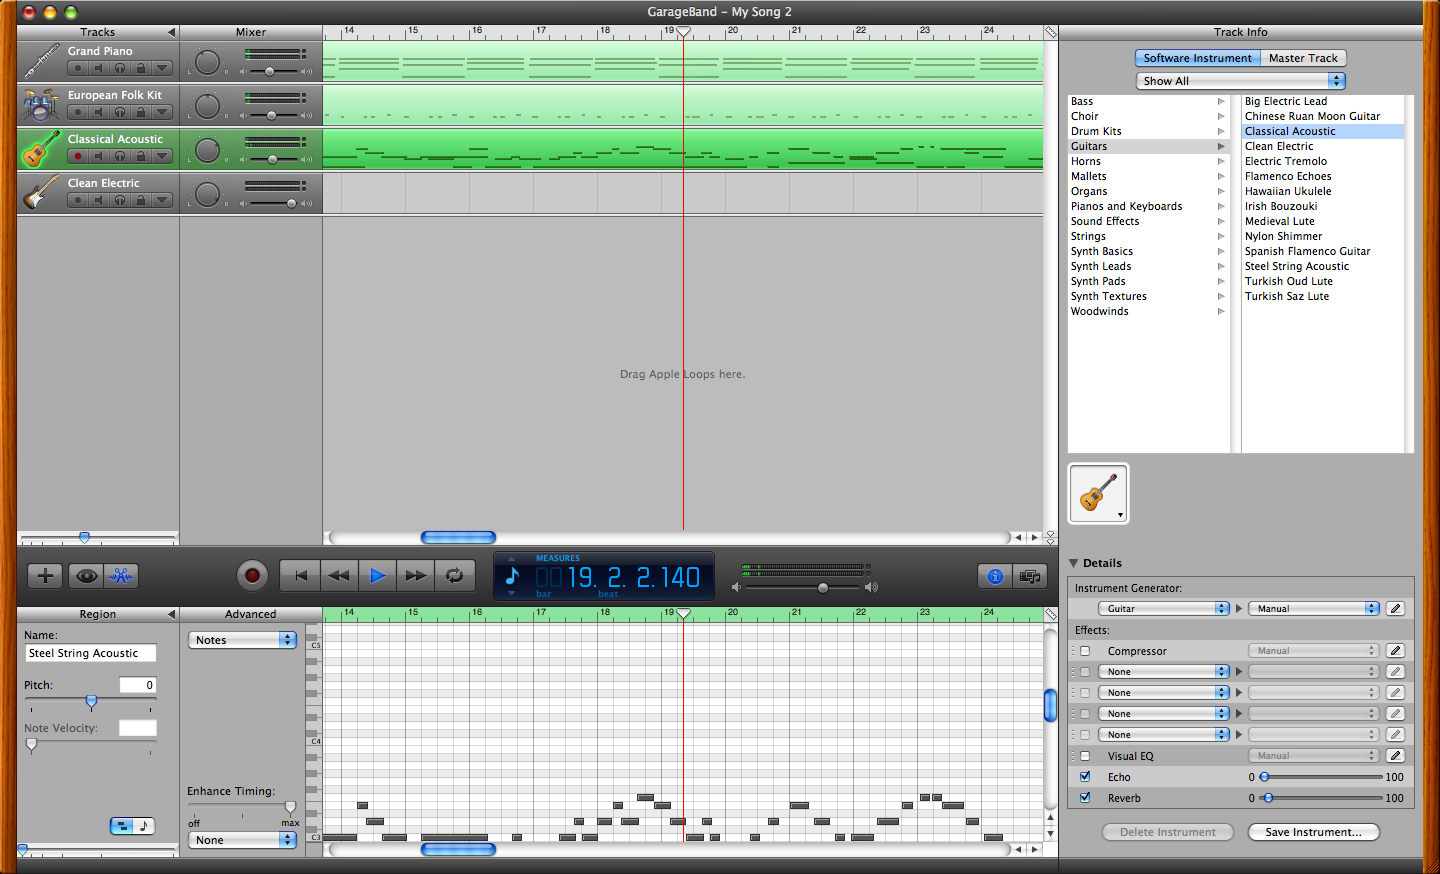 GarageBand – My Song 2
Tracks
Mixer
14 15 16 17 18 19 20 21 22 23 24
Grand Piano
L R
European Folk Kit
L R
Classical Acoustic
L R
Clean Electric
L R
Drag Apple Loops here.
Track Info
Software Instrument
Master Track
Show All
Bass
Choir
Drum Kits
Guitars
Horns
Mallets
Organs
Pianos and Keyboards
Sound Effects
Strings
Synth Basics
Synth Leads
Synth Pads
Synth Textures
Woodwinds
Big Electric Lead
Chinese Ruan Moon Guitar
Classical Acoustic
Clean Electric
Electric Tremolo
Flamenco Echoes
Hawaiian Ukulele
Irish Bouzouki
Medieval Lute
Nylon Shimmer
Spanish Flamenco Guitar
Steel String Acoustic
Turkish Oud Lute
Turkish Saz Lute
MEASURES
19. 2. 2.140
bar beat
Region
Advanced
Name:
Steel String Acoustic
Pitch: 0
Note Velocity:
Notes
Enhance Timing:
off max
None
14 15 16 17 18 19 20 21 22 23 24
C5
C4
C3
Details
Instrument Generator:
Guitar Manual
Effects:
Compressor Manual
None
None
None
None
Visual EQ Manual
Echo 0 100
Reverb 0 100
Delete Instrument
Save Instrument...